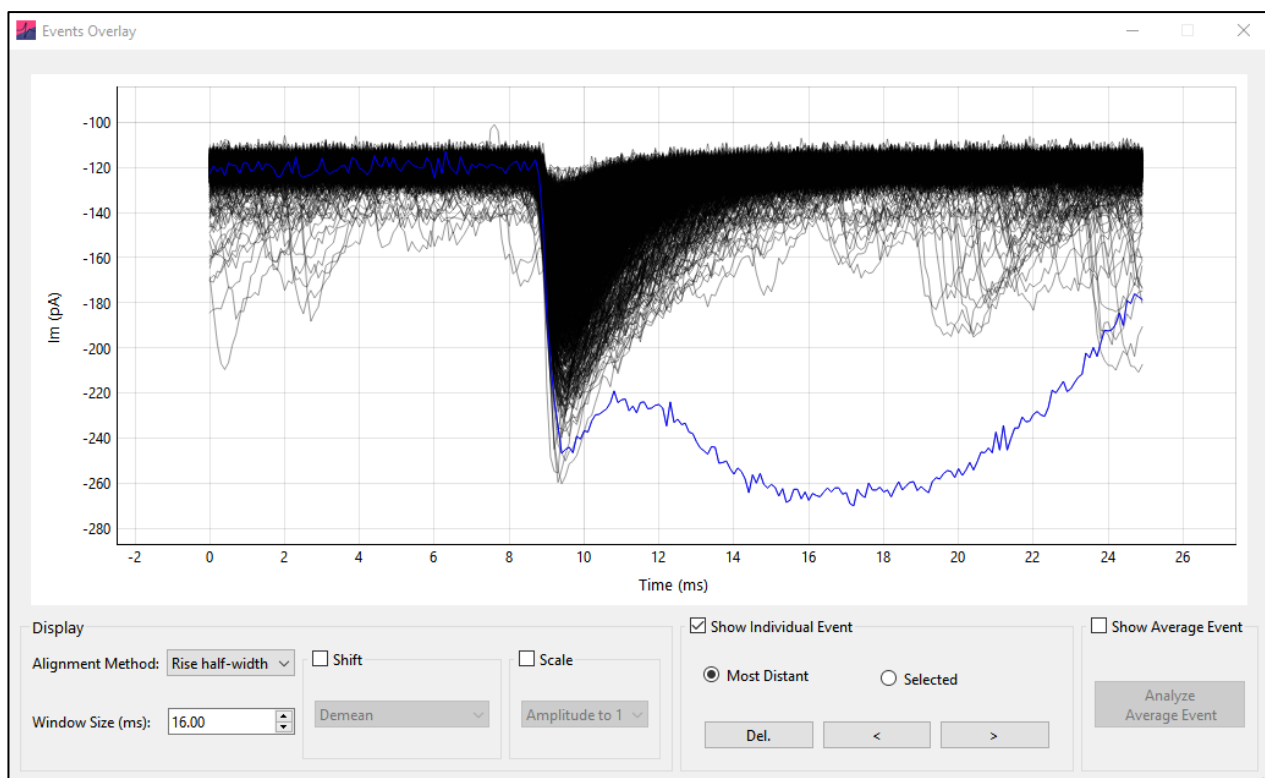 Events Overlay
-100
-120
-140
-160
-180
-200
-220
-240
-260
-280
Im (pA)
-2 0 2 4 6 8 10 12 14 16 18 20 22 24 26
Time (ms)
Display
Alignment Method: Rise half-width
Window Size (ms): 16.00
Shift
Demean
Scale
Amplitude to 1
Show Individual Event
Most Distant
Selected
Del. < >
Show Average Event
Analyze
Average Event